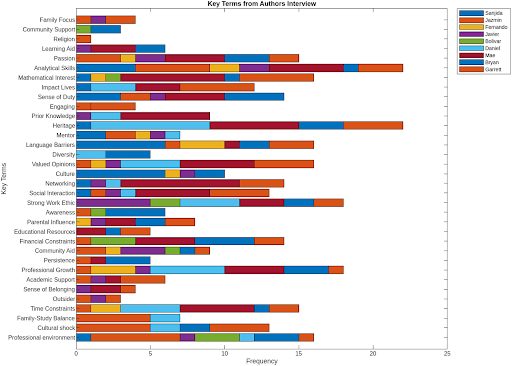 Key Terms from Authors Interview
Sanjida
Jazmin
Fernando
Javier
Bolivar
Daniel
Mae
Bryan
Garrett
Key Terms
Family Focus
Community Support
Religion
Learning Aid
Passion
Analytical Skills
Mathematical Interest
Impact Lives
Sense of Duty
Engaging
Prior Knowledge
Heritage
Mentor
Language Barriers
Diversity
Valued Opinions
Culture
Networking
Social Interaction
Strong Work Ethic
Awareness
Parental Influence
Educational Resources
Financial Constraints
Community Aid
Persistence
Professional Growth
Academic Support
Sense of Belonging
Outsider
Time Constraints
Family-Study Balance
Cultural shock
Professional environment
0 5 10 15 20 25
Frequency